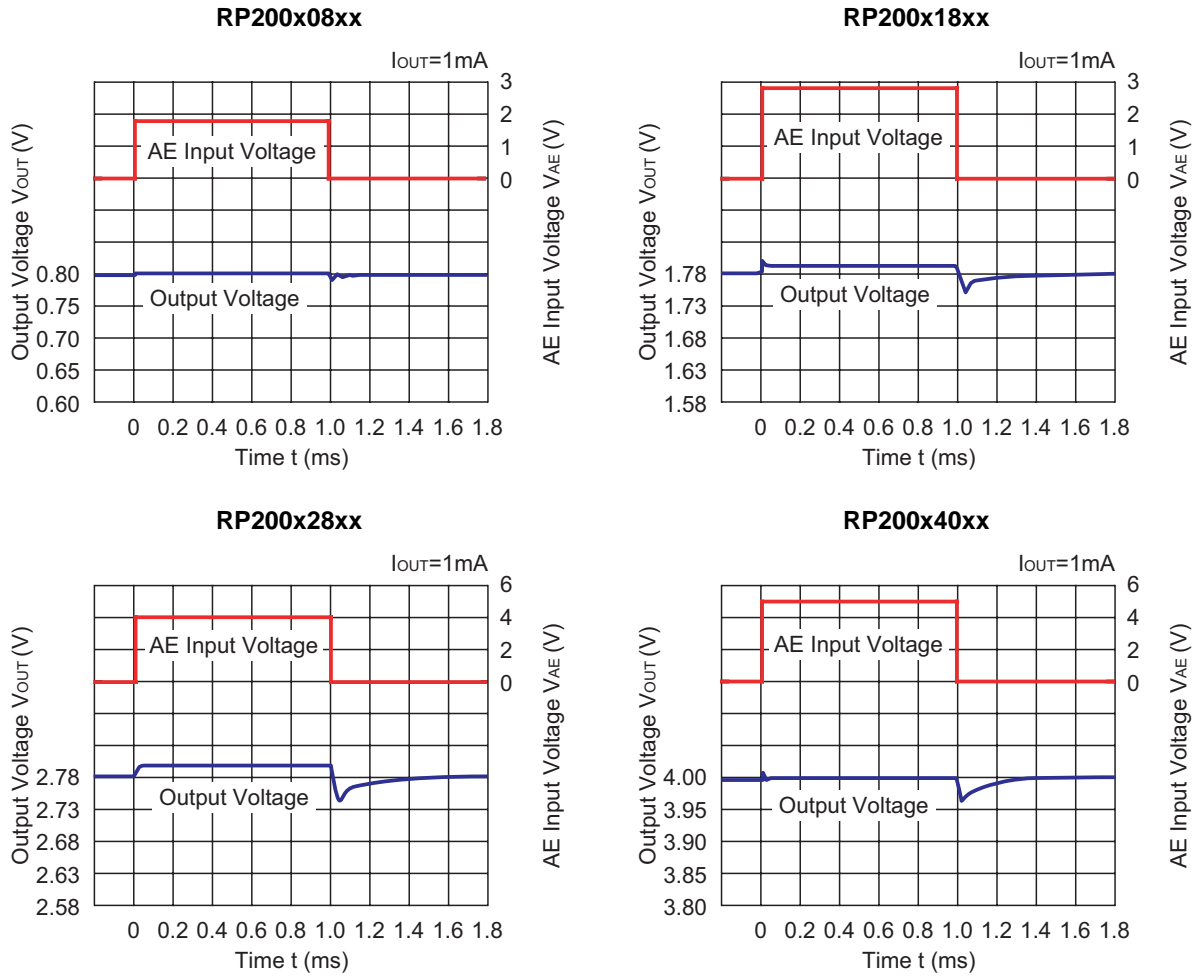 RP200x08xx
IOUT=1mA
Output Voltage VOUT (V)
0.80
0.75
0.70
0.65
0.60
AE Input Voltage
Output Voltage
3
2
1
0
AE Input Voltage VAE (V)
0 0.2 0.4 0.6 0.8 1.0 1.2 1.4 1.6 1.8
Time t (ms)
RP200x18xx
IOUT=1mA
Output Voltage VOUT (V)
1.78
1.73
1.68
1.63
1.58
AE Input Voltage
Output Voltage
3
2
1
0
AE Input Voltage VAE (V)
0 0.2 0.4 0.6 0.8 1.0 1.2 1.4 1.6 1.8
Time t (ms)
RP200x28xx
IOUT=1mA
Output Voltage VOUT (V)
2.78
2.73
2.68
2.63
2.58
AE Input Voltage
Output Voltage
6
4
2
0
AE Input Voltage VAE (V)
0 0.2 0.4 0.6 0.8 1.0 1.2 1.4 1.6 1.8
Time t (ms)
RP200x40xx
IOUT=1mA
Output Voltage VOUT (V)
4.00
3.95
3.90
3.85
3.80
AE Input Voltage
Output Voltage
6
4
2
0
AE Input Voltage VAE (V)
0 0.2 0.4 0.6 0.8 1.0 1.2 1.4 1.6 1.8
Time t (ms)